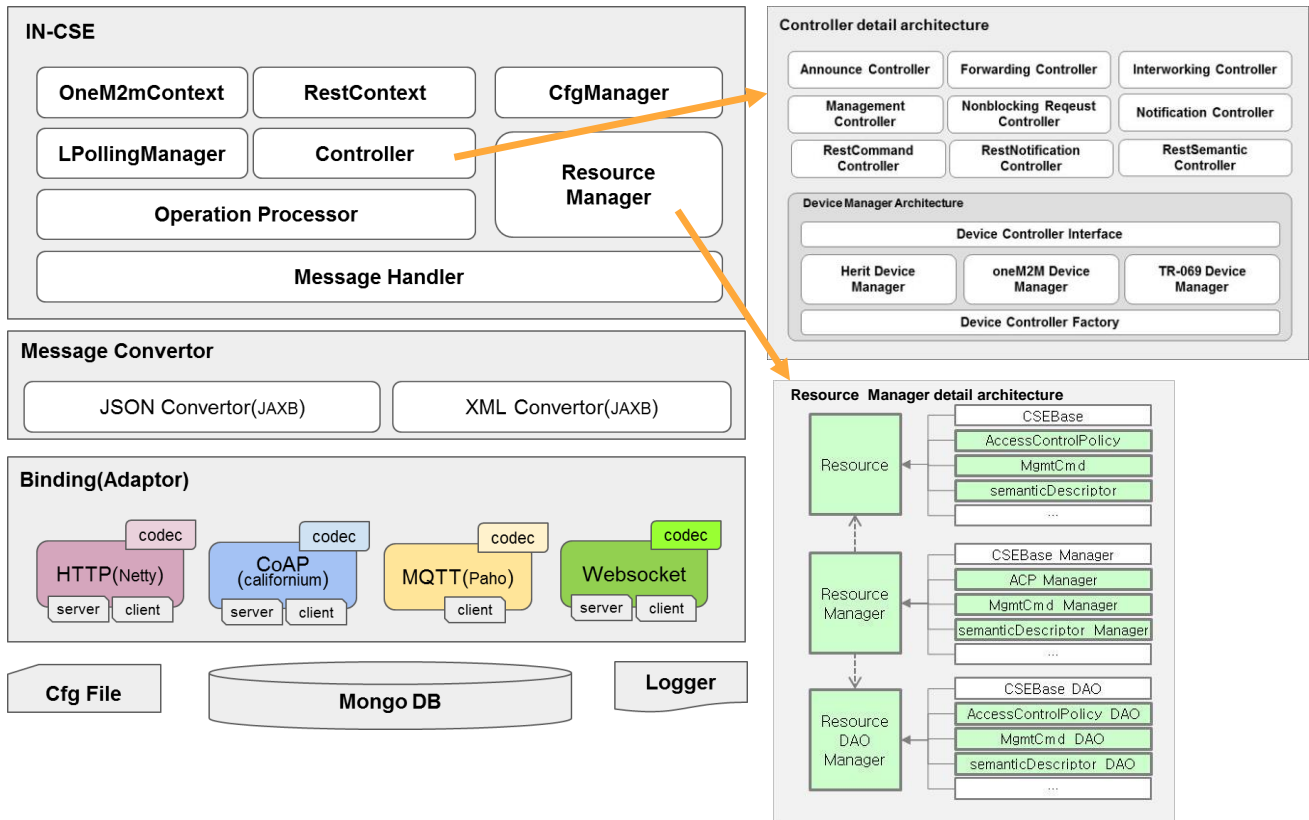 IN-CSE
OneM2mContext
RestContext
CfgManager
LPollingManager
Controller
Resource
Manager
Operation Processor
Message Handler
Message Convertor
JSON Convertor(JAXB)
XML Convertor(JAXB)
Binding(Adaptor)
codec
HTTP(Netty)
server
client
codec
CoAP
(californium)
server
client
codec
MQTT(Paho)
client
codec
Websocket
server
client
Cfg File
Mongo DB
Logger
Controller detail architecture
Announce Controller
Forwarding Controller
Interworking Controller
Management
Controller
Nonblocking Reqeust
Controller
Notification Controller
RestCommand
Controller
RestNotification
Controller
RestSemantic
Controller
Device Manager Architecture
Device Controller Interface
Herit Device
Manager
oneM2M Device
Manager
TR-069 Device
Manager
Device Controller Factory
Resource Manager detail architecture
Resource
CSEBase
AccessControlPolicy
MgmtCmd
semanticDescriptor
...
Resource
Manager
CSEBase Manager
ACP Manager
MgmtCmd Manager
semanticDescriptor Manager
...
Resource
DAO
Manager
CSEBase DAO
AccessControlPolicy DAO
MgmtCmd DAO
semanticDescriptor DAO
...